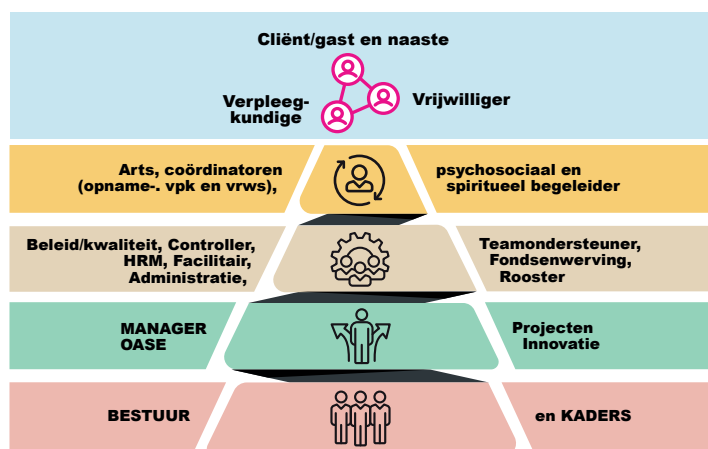 Cliënt/gast en naaste
Verpleeg-
kundige
Vrijwilliger
Arts, coördinatoren
(opname-. vpk en vrws),
psychosociaal en
spiritueel begeleider
Beleid/kwaliteit, Controller,
HRM, Facilitair,
Administratie,
Teamondersteuner,
Fondsenwerving,
Rooster
MANAGER
OASE
Projecten
Innovatie
BESTUUR
en KADERS